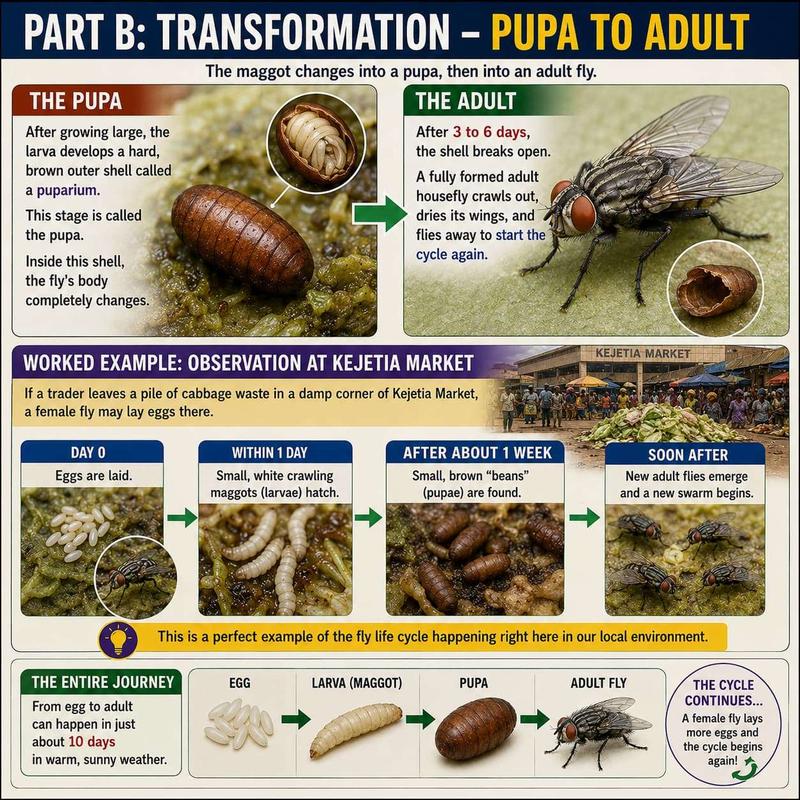 PART B: TRANSFORMATION – PUPA TO ADULT
The maggot changes into a pupa, then into an adult fly.
THE PUPA
After growing large, the
larva develops a hard,
brown outer shell called
a puparium.
This stage is called
the pupa.
Inside this shell,
the fly's body
completely changes.
THE ADULT
After 3 to 6 days,
the shell breaks open.
A fully formed adult
housefly crawls out,
dries its wings, and
flies away to start the
cycle again.
WORKED EXAMPLE: OBSERVATION AT KEJETIA MARKET
If a trader leaves a pile of cabbage waste in a damp corner of Kejetia Market,
a female fly may lay eggs there.
KEJETIA MARKET
DAY 0
Eggs are laid.
WITHIN 1 DAY
Small, white crawling
maggots (larvae) hatch.
AFTER ABOUT 1 WEEK
Small, brown “beans”
(pupae) are found.
SOON AFTER
New adult flies emerge
and a new swarm begins.
This is a perfect example of the fly life cycle happening right here in our local environment.
THE ENTIRE JOURNEY
From egg to adult
can happen in just
about 10 days
in warm, sunny weather.
EGG
LARVA (MAGGOT)
PUPA
ADULT FLY
THE CYCLE
CONTINUES...
A female fly lays
more eggs and
the cycle begins
again!